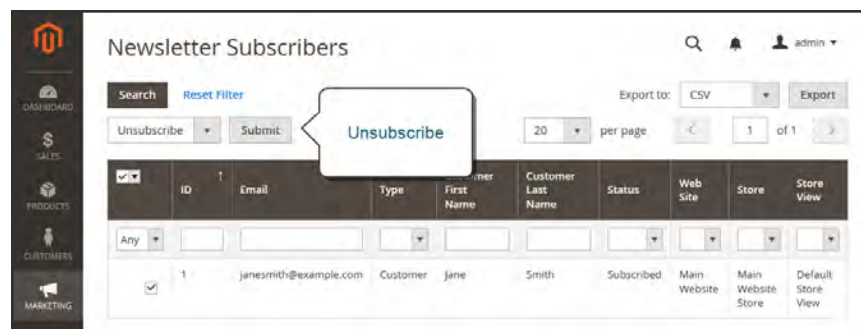 Newsletter Subscribers
admin
Search Reset Filter Export to: CSV Export
Unsubscribe Submit Unsubscribe 20 per page 1 of 1
DASHBOARD
SALES
PRODUCTS
CUSTOMERS
MARKETING
ID Email Type First Name Customer Last Name Status Web Site Store Store View
Any
1 janesmith@example.com Customer Jane Smith Subscribed Main Website Main Website Store Default Store View